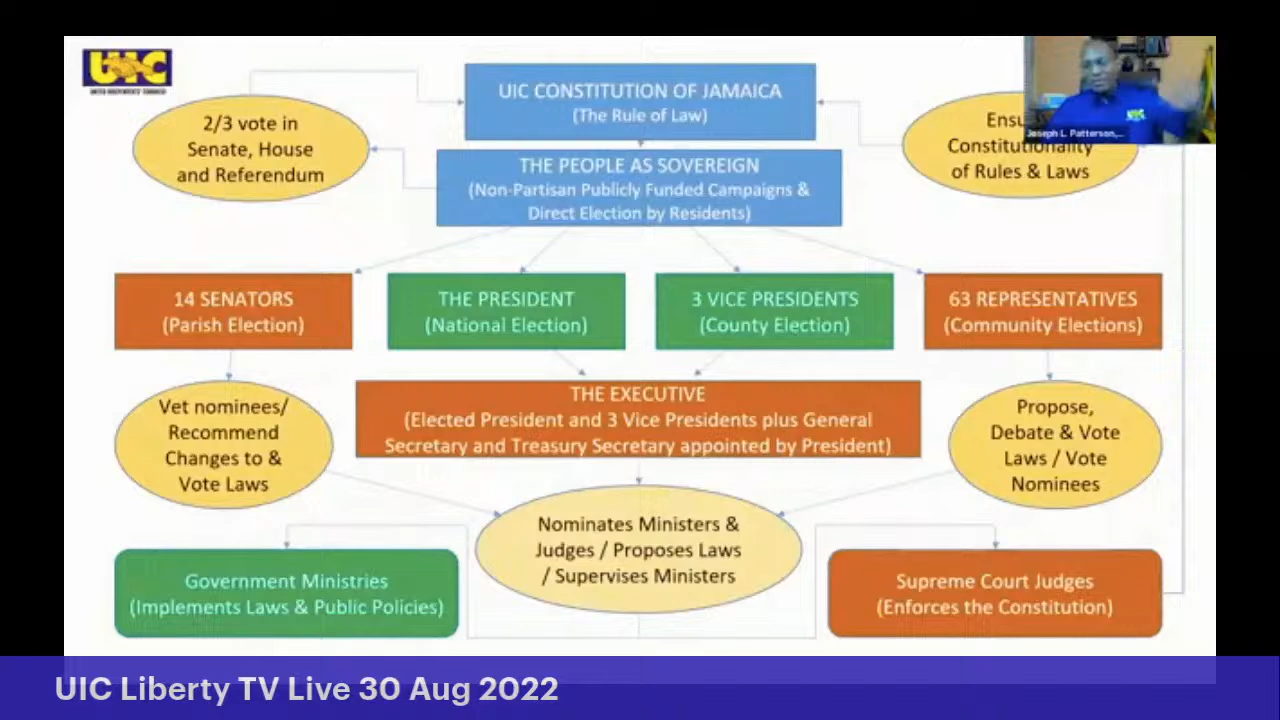 UIC
UIC CONSTITUTION OF JAMAICA
(The Rule of Law)
2/3 vote in
Senate, House
and Referendum
THE PEOPLE AS SOVEREIGN
(Non-Partisan Publicly Funded Campaigns &
Direct Election by Residents)
Joseph L. Patterson,...
Constitutionality
of Rules & Laws
14 SENATORS
(Parish Election)
THE PRESIDENT
(National Election)
3 VICE PRESIDENTS
(County Election)
63 REPRESENTATIVES
(Community Elections)
Vet nominees/
Recommend
Changes to &
Vote Laws
THE EXECUTIVE
(Elected President and 3 Vice Presidents plus General
Secretary and Treasury Secretary appointed by President)
Propose,
Debate & Vote
Laws / Vote
Nominees
Nominates Ministers &
Judges / Proposes Laws
/ Supervises Ministers
Government Ministries
(Implements Laws & Public Policies)
Supreme Court Judges
(Enforces the Constitution)
UIC Liberty TV Live 30 Aug 2022